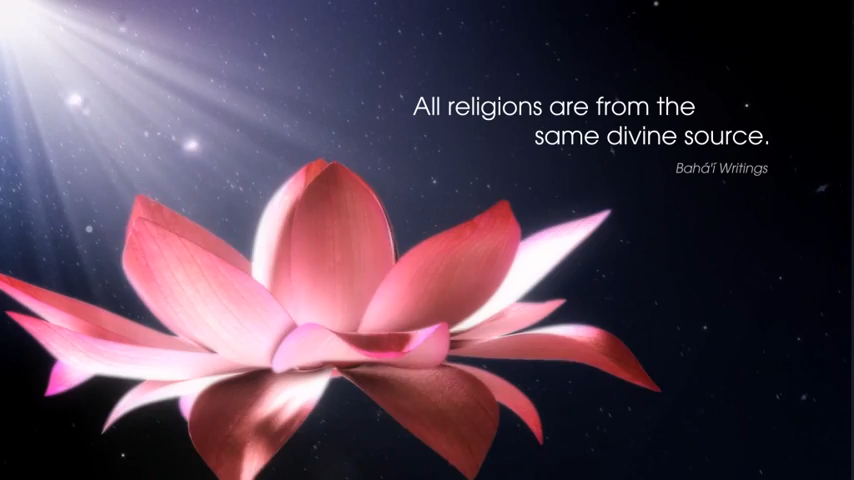 All religions are from the
same divine source.
Bahá'í Writings